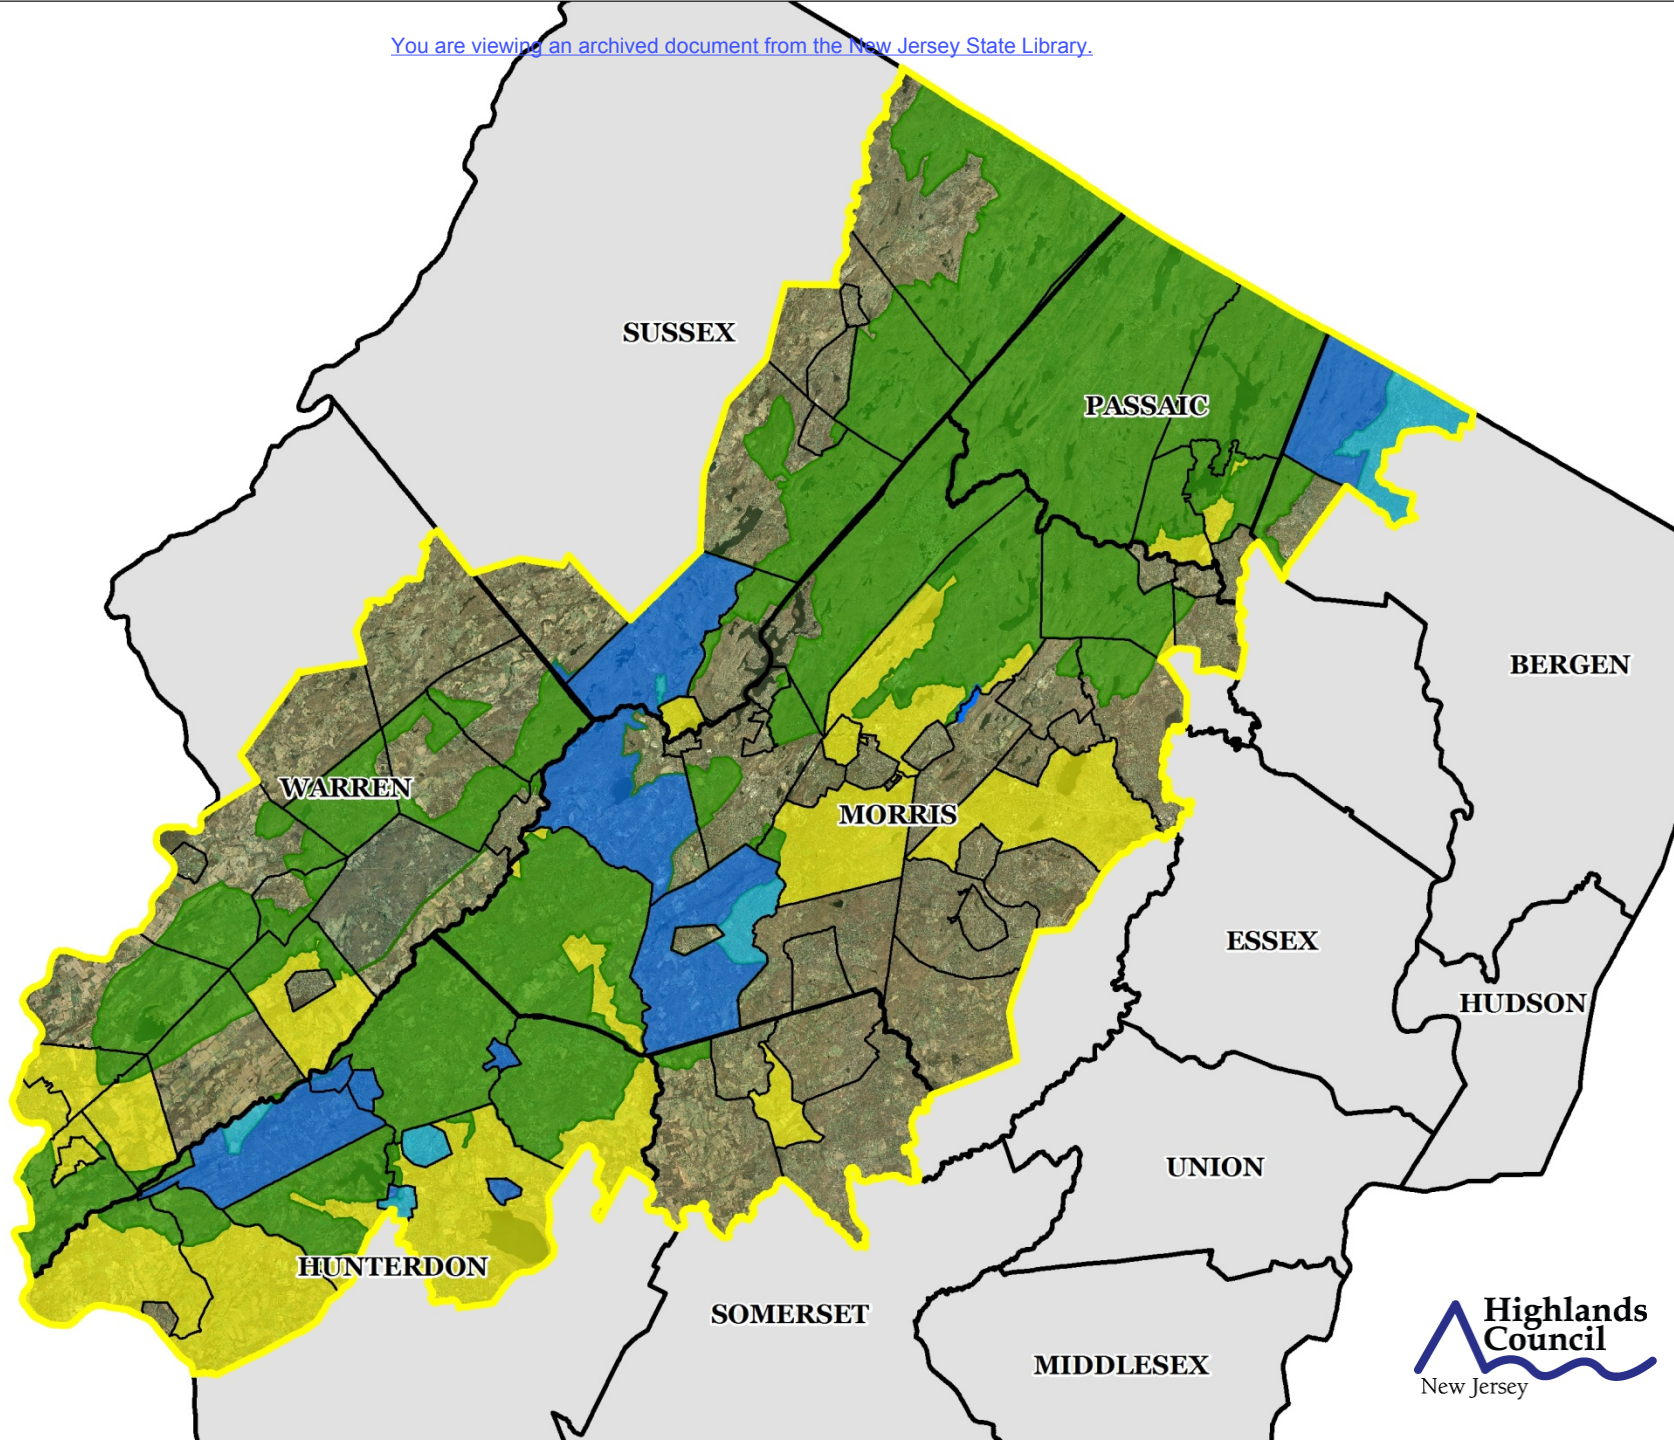 You are viewing an archived document from the New Jersey State Library.
SUSSEX
PASSAIC
BERGEN
WARREN
MORRIS
ESSEX
HUDSON
UNION
HUNTERDON
SOMERSET
MIDDLESEX
Highlands
Council
New Jersey